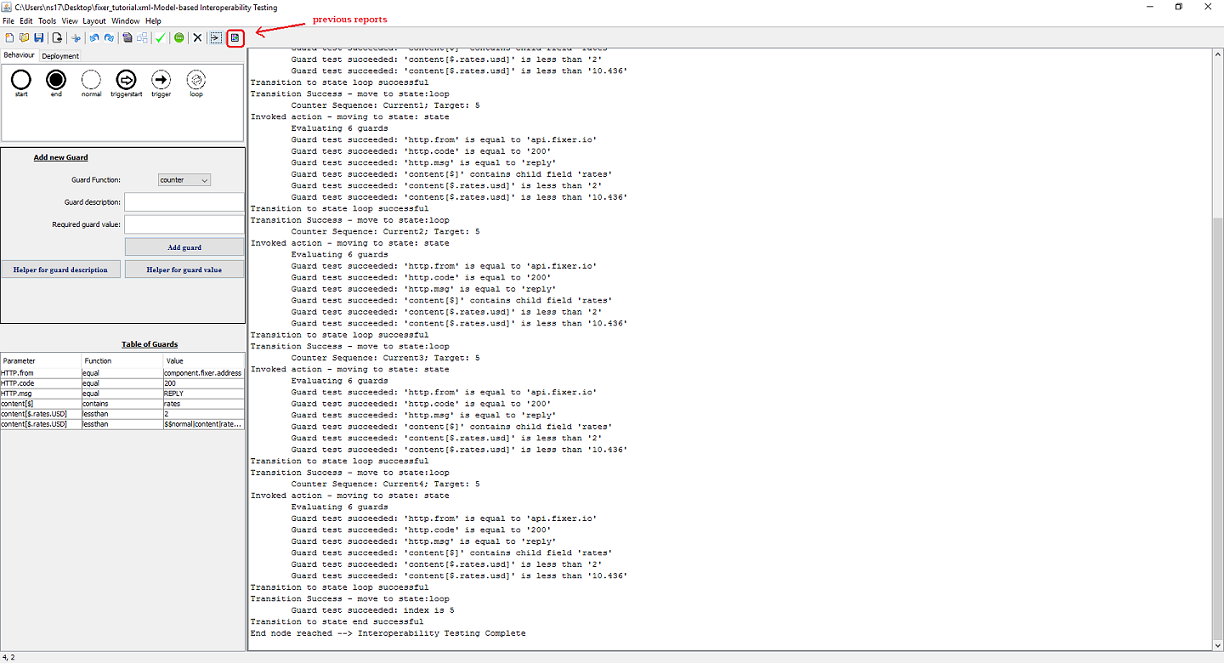 C:\Users\ns17\Desktop\fixer_tutorial.xml-Model-based Interoperability Testing
File Edit Tools View Layout Window Help
previous reports
Behaviour Deployment
start end normal triggerstart trigger loop
Add new Guard
Guard Function: counter
Guard description:
Required guard value:
Add guard
Helper for guard description Helper for guard value
Table of Guards
Parameter Function Value
HTTP.from equal component.fixer.address
HTTP.code equal 200
HTTP.msg equal REPLY
content[$] contains rates
content[$.rates.USD] lessthan 2
content[$.rates.USD] lessthan $$normal|content|rate...
Guard test succeeded: 'content[$]' contains child field 'rates'
Guard test succeeded: 'content[$.rates.usd]' is less than '2'
Guard test succeeded: 'content[$.rates.usd]' is less than '10.436'
Transition to state loop successful
Transition Success - move to state:loop
Counter Sequence: Current1; Target: 5
Invoked action - moving to state: state
Evaluating 6 guards
Guard test succeeded: 'http.from' is equal to 'api.fixer.io'
Guard test succeeded: 'http.code' is equal to '200'
Guard test succeeded: 'http.msg' is equal to 'reply'
Guard test succeeded: 'content[$]' contains child field 'rates'
Guard test succeeded: 'content[$.rates.usd]' is less than '2'
Guard test succeeded: 'content[$.rates.usd]' is less than '10.436'
Transition to state loop successful
Transition Success - move to state:loop
Counter Sequence: Current2; Target: 5
Invoked action - moving to state: state
Evaluating 6 guards
Guard test succeeded: 'http.from' is equal to 'api.fixer.io'
Guard test succeeded: 'http.code' is equal to '200'
Guard test succeeded: 'http.msg' is equal to 'reply'
Guard test succeeded: 'content[$]' contains child field 'rates'
Guard test succeeded: 'content[$.rates.usd]' is less than '2'
Guard test succeeded: 'content[$.rates.usd]' is less than '10.436'
Transition to state loop successful
Transition Success - move to state:loop
Counter Sequence: Current3; Target: 5
Invoked action - moving to state: state
Evaluating 6 guards
Guard test succeeded: 'http.from' is equal to 'api.fixer.io'
Guard test succeeded: 'http.code' is equal to '200'
Guard test succeeded: 'http.msg' is equal to 'reply'
Guard test succeeded: 'content[$]' contains child field 'rates'
Guard test succeeded: 'content[$.rates.usd]' is less than '2'
Guard test succeeded: 'content[$.rates.usd]' is less than '10.436'
Transition to state loop successful
Transition Success - move to state:loop
Counter Sequence: Current4; Target: 5
Invoked action - moving to state: state
Evaluating 6 guards
Guard test succeeded: 'http.from' is equal to 'api.fixer.io'
Guard test succeeded: 'http.code' is equal to '200'
Guard test succeeded: 'http.msg' is equal to 'reply'
Guard test succeeded: 'content[$]' contains child field 'rates'
Guard test succeeded: 'content[$.rates.usd]' is less than '2'
Guard test succeeded: 'content[$.rates.usd]' is less than '10.436'
Transition to state loop successful
Transition Success - move to state:loop
Guard test succeeded: index is 5
Transition to state end successful
End node reached --> Interoperability Testing Complete
4, 2